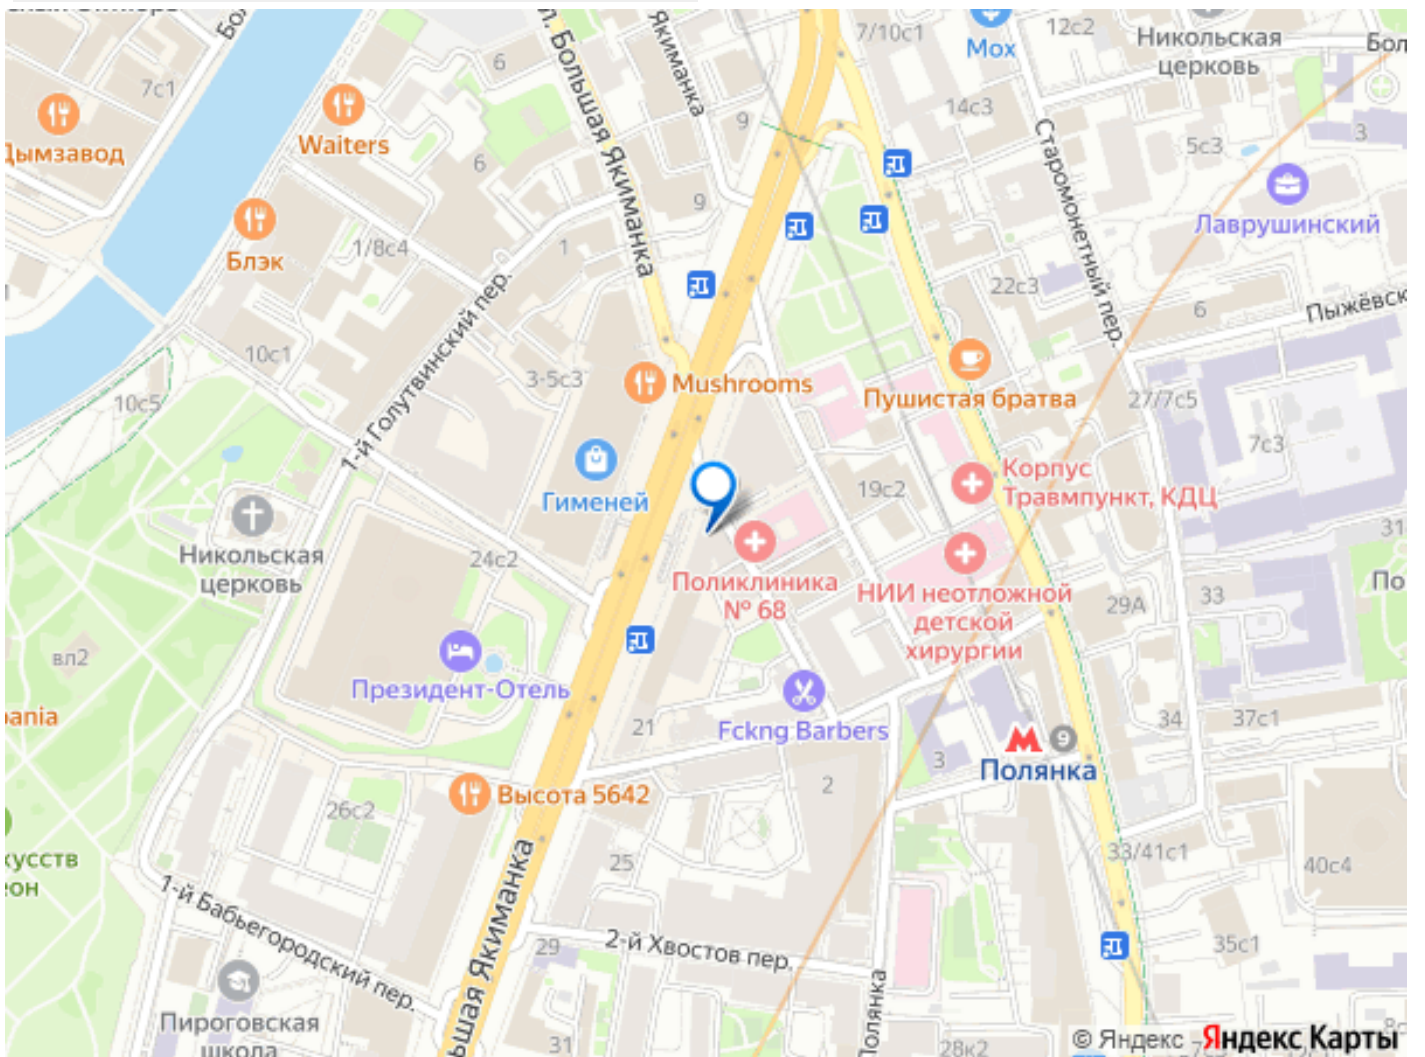 7с1
6
ул. Большая Якиманка
Якиманка
7/10с1
Мох
12с2
Никольская
церковь
Дымзавод
Waiters
6
9
14с3
Старомонетный пер.
5с3
3
Лаврушинский
Блэк
1/8с4
1
9
22с3
6
Пыжёвск
10с1
1-й Голутвинский пер.
3-5с3
Mushrooms
Пушистая братва
27/7с5
10с5
7с3
Гименей
19с2
Корпус
Травмпункт, КДЦ
Никольская
церковь
24с2
Поликлиника
№ 68
НИИ неотложной
детской
хирургии
29А
33
31
По
вл2
Президент-Отель
Fckng Barbers
21
34
37с1
3
9
Полянка
Высота 5642
2
26с2
25
33/41с1
40с4
1-й Бабьегородский пер.
Большая Якиманка
29
2-й Хвостов пер.
Полянка
35с1
Пироговская
школа
31
28к2
© Яндекс Яндекс Карты